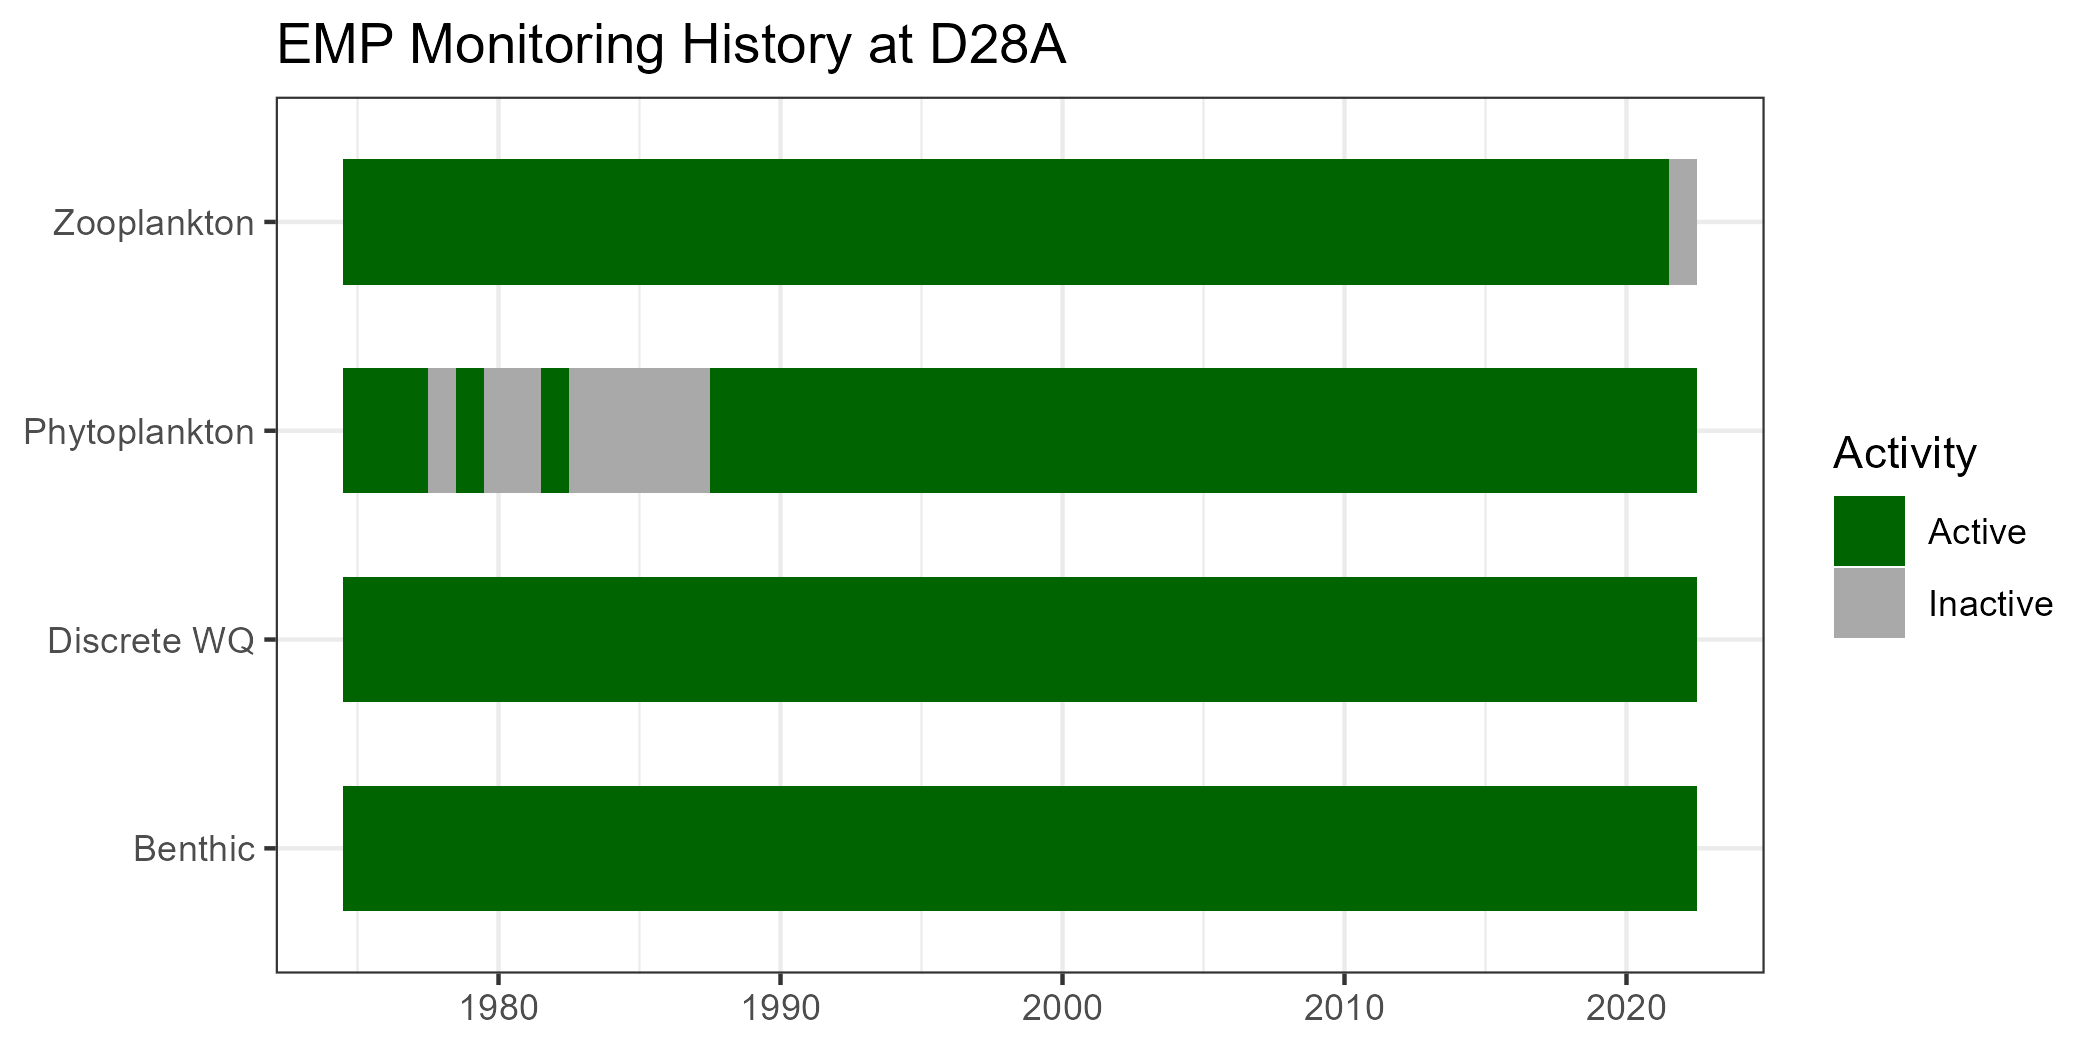 EMP Monitoring History at D28A
Zooplankton
Phytoplankton
Discrete WQ
Benthic
1980
1990
2000
2010
2020
Activity
Active
Inactive